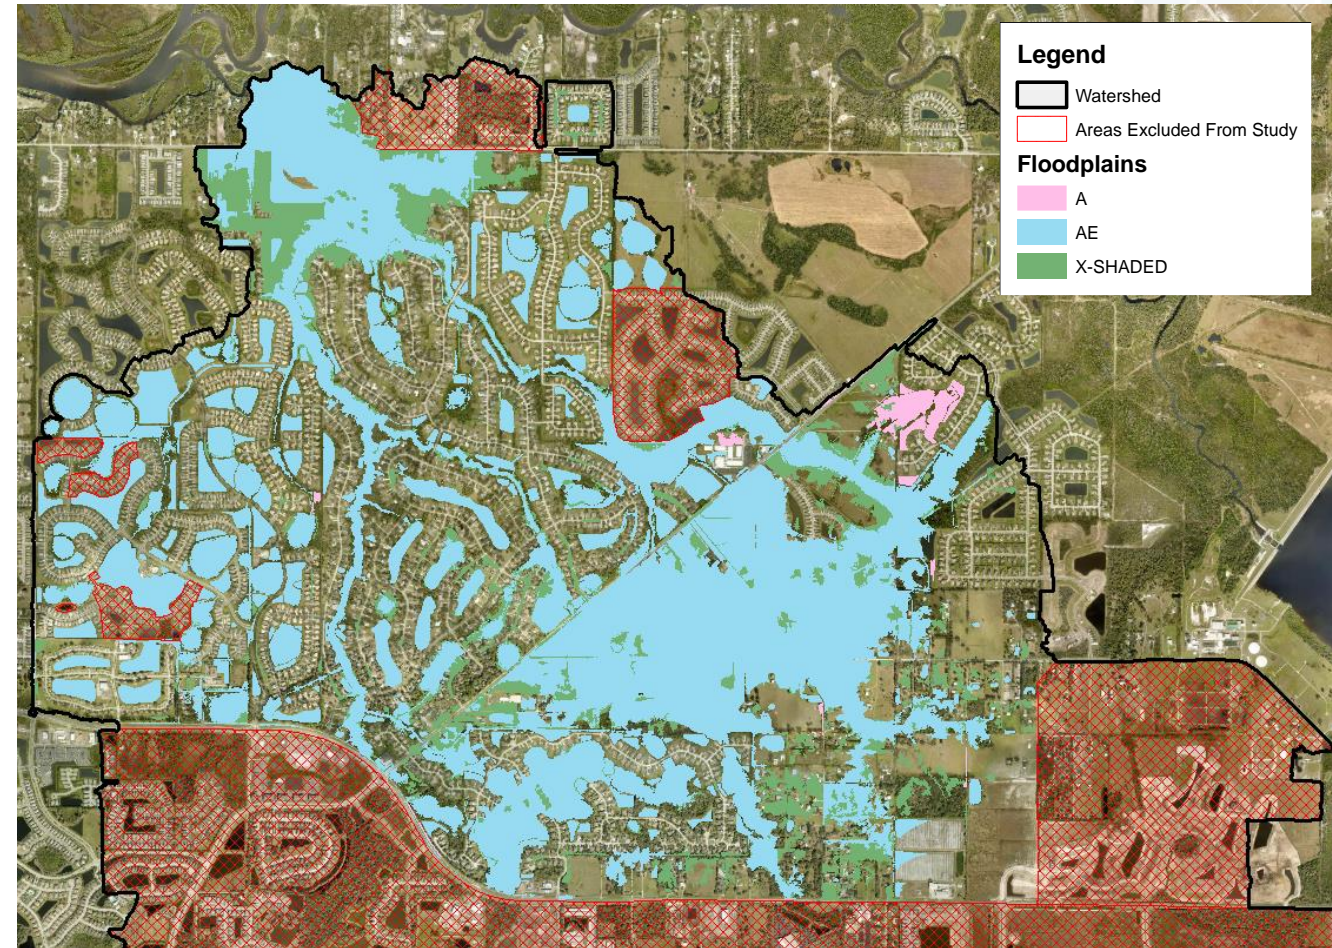 Legend
Watershed
Areas Excluded From Study
Floodplains
A
AE
X-SHADED